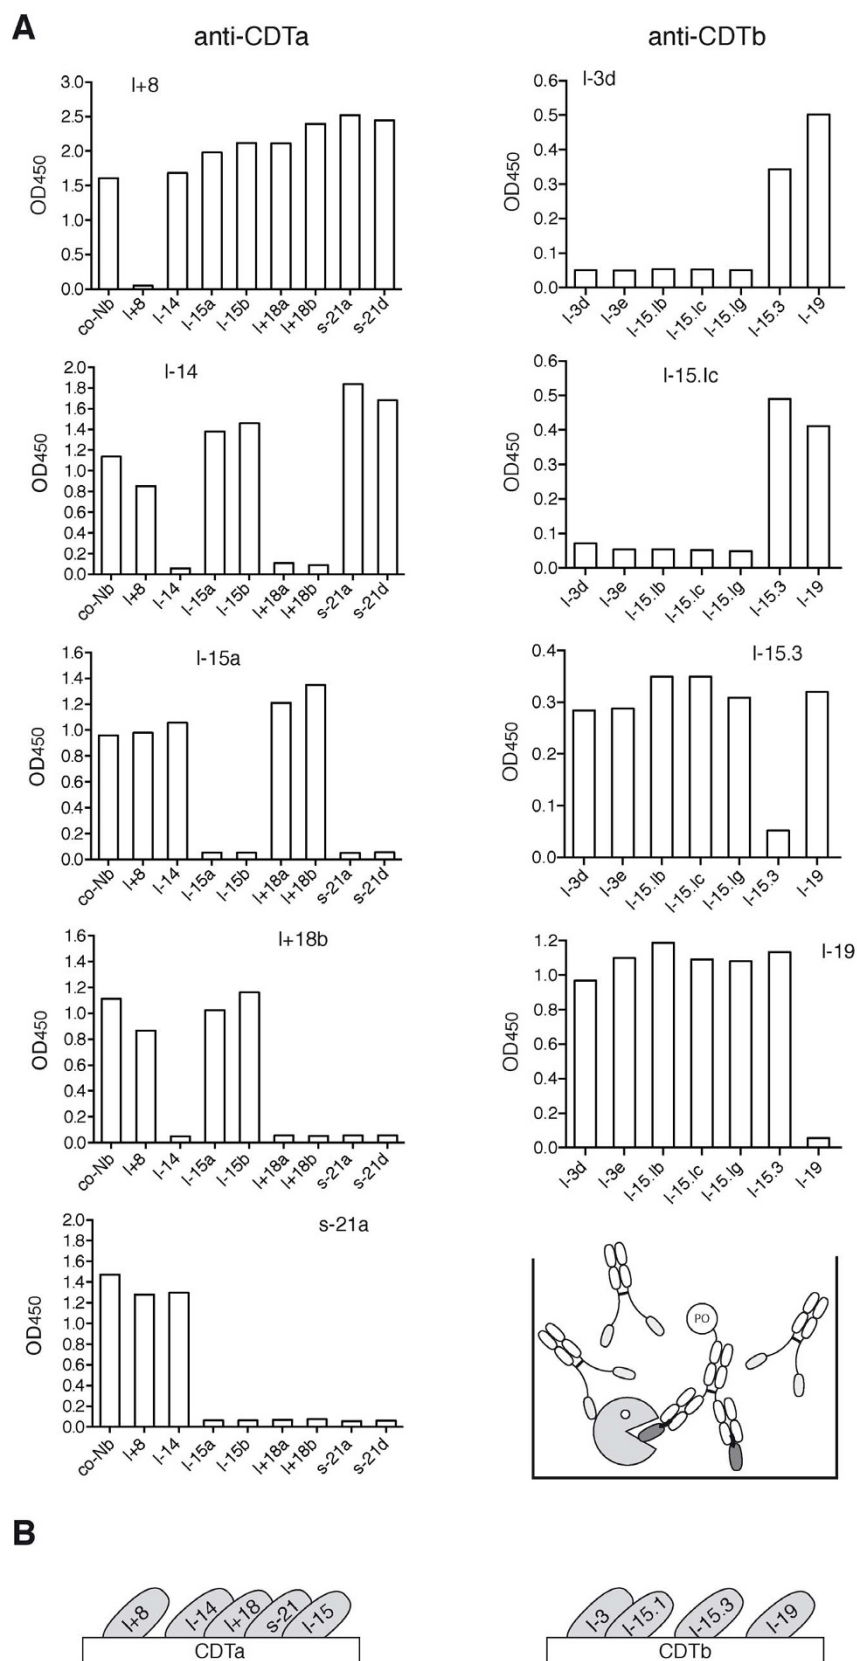 A
anti-CDTa
anti-CDTb
l+8
OD450
3.0
2.5
2.0
1.5
1.0
0.5
0.0
co-Nb l+8 l-14 l-15a l-15b l+18a l+18b s-21a s-21d
l-3d
OD450
0.6
0.5
0.4
0.3
0.2
0.1
0.0
l-3d l-3e l-15.lb l-15.lc l-15.lg l-15.3 l-19
l-14
OD450
2.0
1.8
1.6
1.4
1.2
1.0
0.8
0.6
0.4
0.2
0.0
co-Nb l+8 l-14 l-15a l-15b l+18a l+18b s-21a s-21d
l-15.lc
OD450
0.6
0.5
0.4
0.3
0.2
0.1
0.0
l-3d l-3e l-15.lb l-15.lc l-15.lg l-15.3 l-19
l-15a
OD450
1.6
1.4
1.2
1.0
0.8
0.6
0.4
0.2
0.0
co-Nb l+8 l-14 l-15a l-15b l+18a l+18b s-21a s-21d
l-15.3
OD450
0.4
0.3
0.2
0.1
0.0
l-3d l-3e l-15.lb l-15.lc l-15.lg l-15.3 l-19
l+18b
OD450
1.6
1.4
1.2
1.0
0.8
0.6
0.4
0.2
0.0
co-Nb l+8 l-14 l-15a l-15b l+18a l+18b s-21a s-21d
l-19
OD450
1.2
1.0
0.8
0.6
0.4
0.2
0.0
l-3d l-3e l-15.lb l-15.lc l-15.lg l-15.3 l-19
s-21a
OD450
2.0
1.8
1.6
1.4
1.2
1.0
0.8
0.6
0.4
0.2
0.0
co-Nb l+8 l-14 l-15a l-15b l+18a l+18b s-21a s-21d
PO
B
l+8 l-14 l+18 s-21 l-15
CDTa
l-3 l-15.1 l-15.3 l-19
CDTb